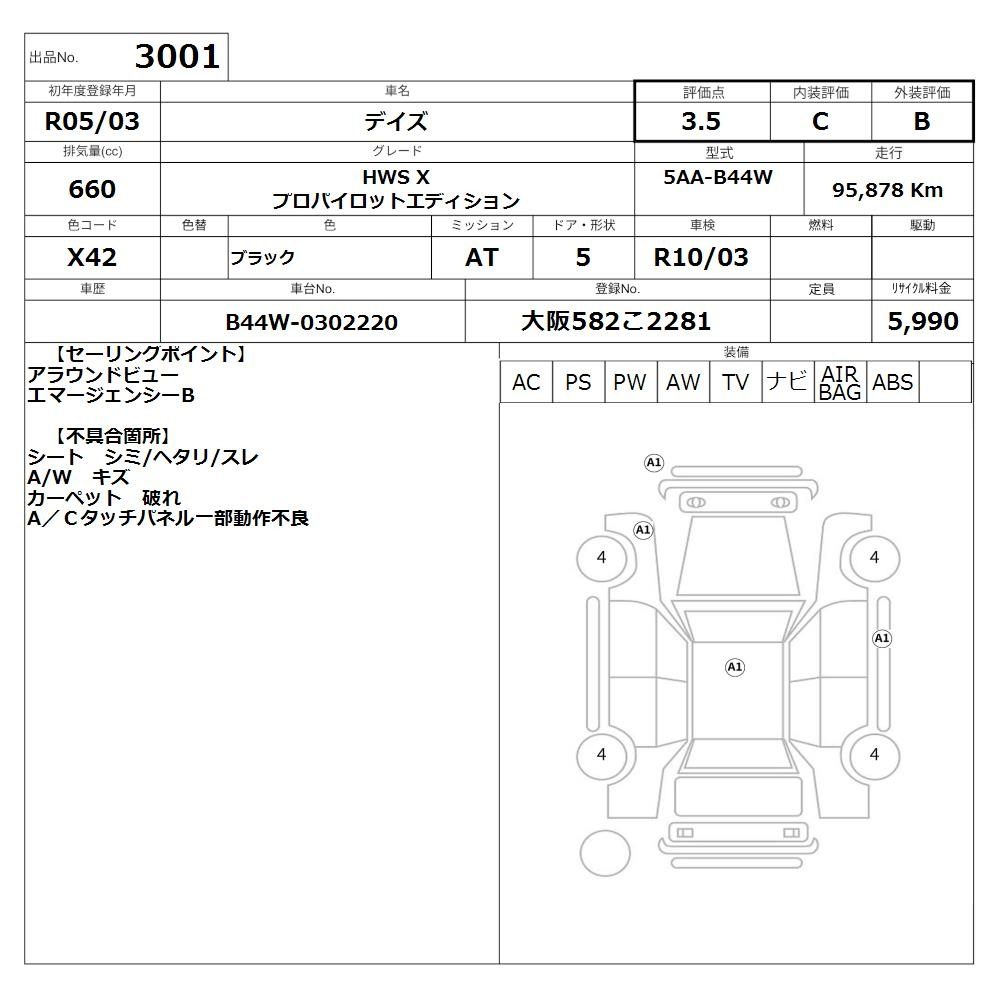 出品No. 3001
初年度登録年月 車名 評価点 内装評価 外装評価
R05/03 デイズ 3.5 C B
排気量(cc) グレード 型式 走行
660 HWS X プロパイロットエディション 5AA-B44W 95,878 Km
色コード 色替 色 ミッション ドア・形状 車検 燃料 駆動
X42 ブラック AT 5 R10/03
車歴 車台No. 登録No. 定員 ﾘｻｲｸﾙ料金
B44W-0302220 大阪582こ2281 5,990
【セーリングポイント】
アラウンドビュー
エマージェンシーB
【不具合箇所】
シート　シミ/ヘタリ/スレ
A/W　キズ
カーペット　破れ
A／Cタッチパネル一部動作不良
装備
AC PS PW AW TV ナビ AIR BAG ABS
A1
A1
4 4
A1
A1
4 4